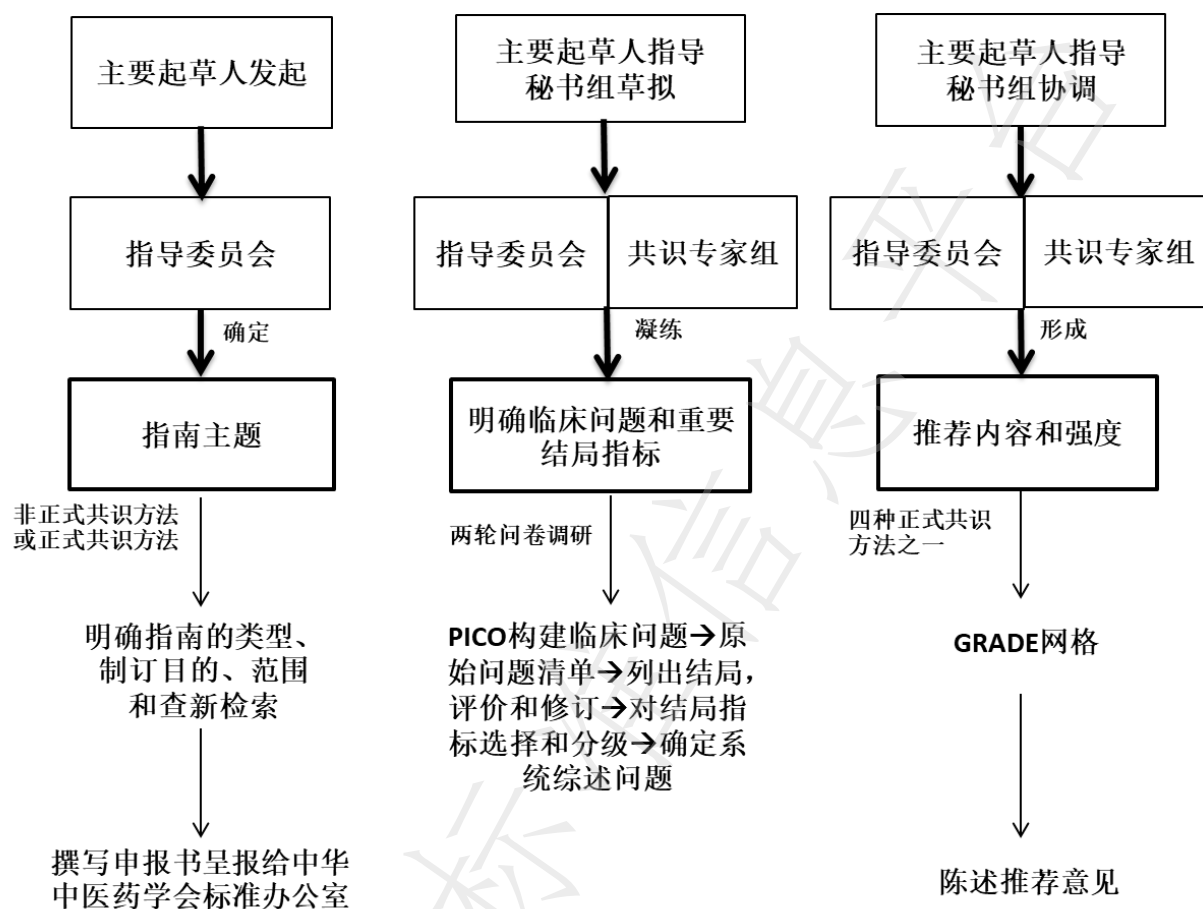 主要起草人发起
指导委员会
确定
指南主题
非正式共识方法
或正式共识方法
明确指南的类型、
制订目的、范围
和查新检索
撰写申报书呈报给中华
中医药学会标准办公室
主要起草人指导
秘书组草拟
指导委员会
共识专家组
凝练
明确临床问题和重要
结局指标
两轮问卷调研
PICO构建临床问题→原
始问题清单→列出结局，
评价和修订→对结局指
标选择和分级→确定系
统综述问题
主要起草人指导
秘书组协调
指导委员会
共识专家组
形成
推荐内容和强度
四种正式共识
方法之一
GRADE网格
陈述推荐意见
标准信息平台